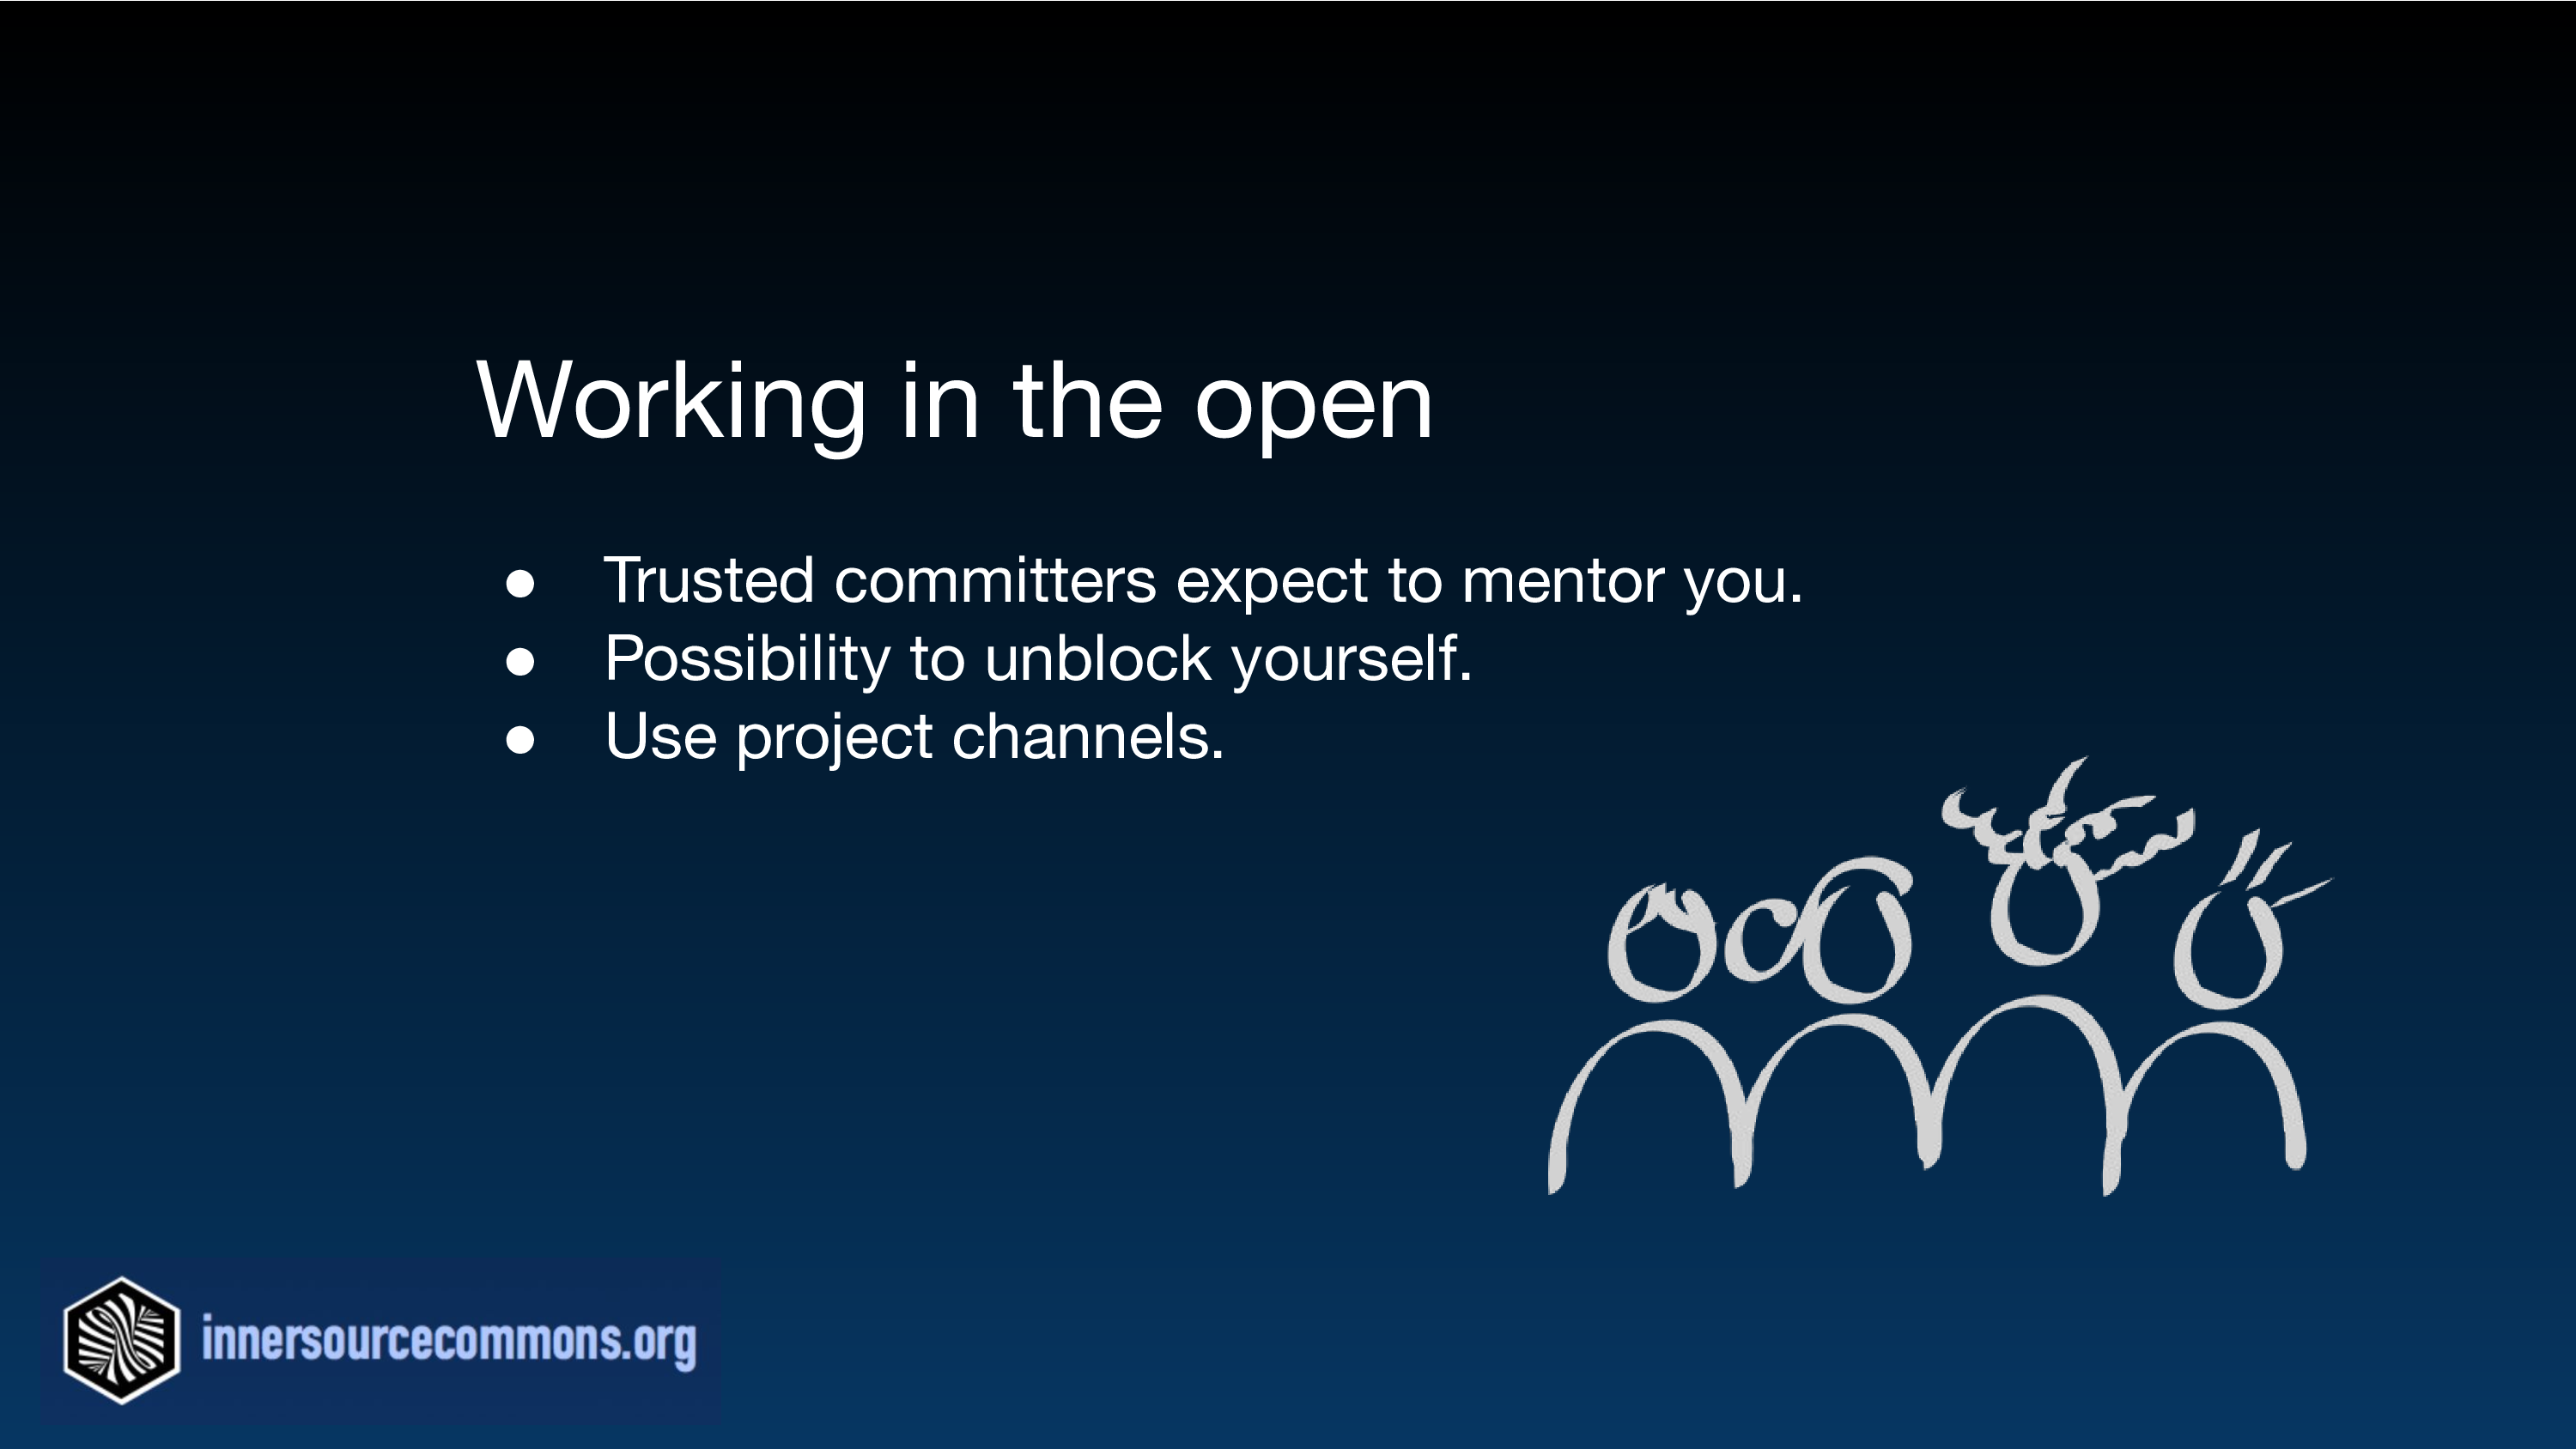 Working in the open
● Trusted committers expect to mentor you.
● Possibility to unblock yourself.
● Use project channels.
innersourcecommons.org